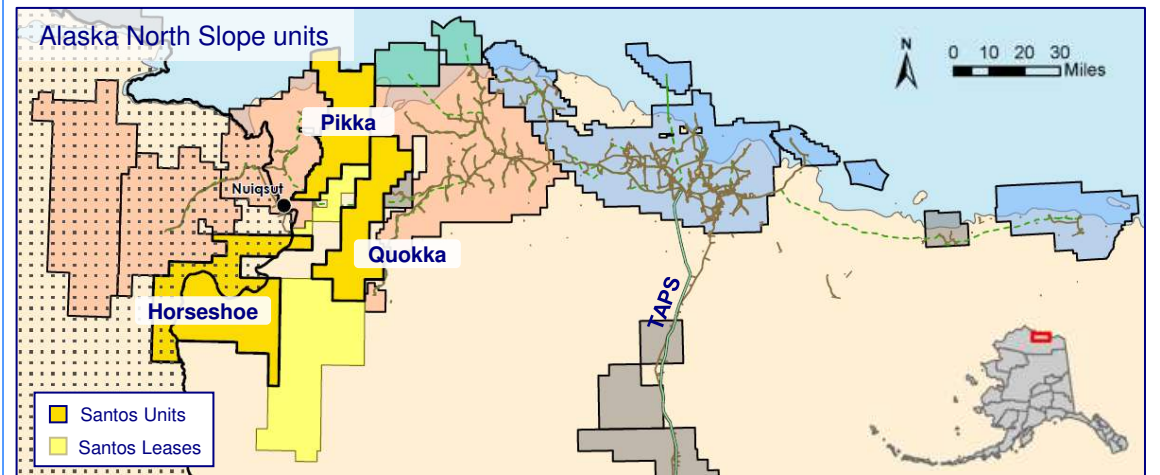 Alaska North Slope units
N
0 10 20 30
Miles
Pikka
Nuiqsut
Quokka
TAPS
Horseshoe
Santos Units
Santos Leases